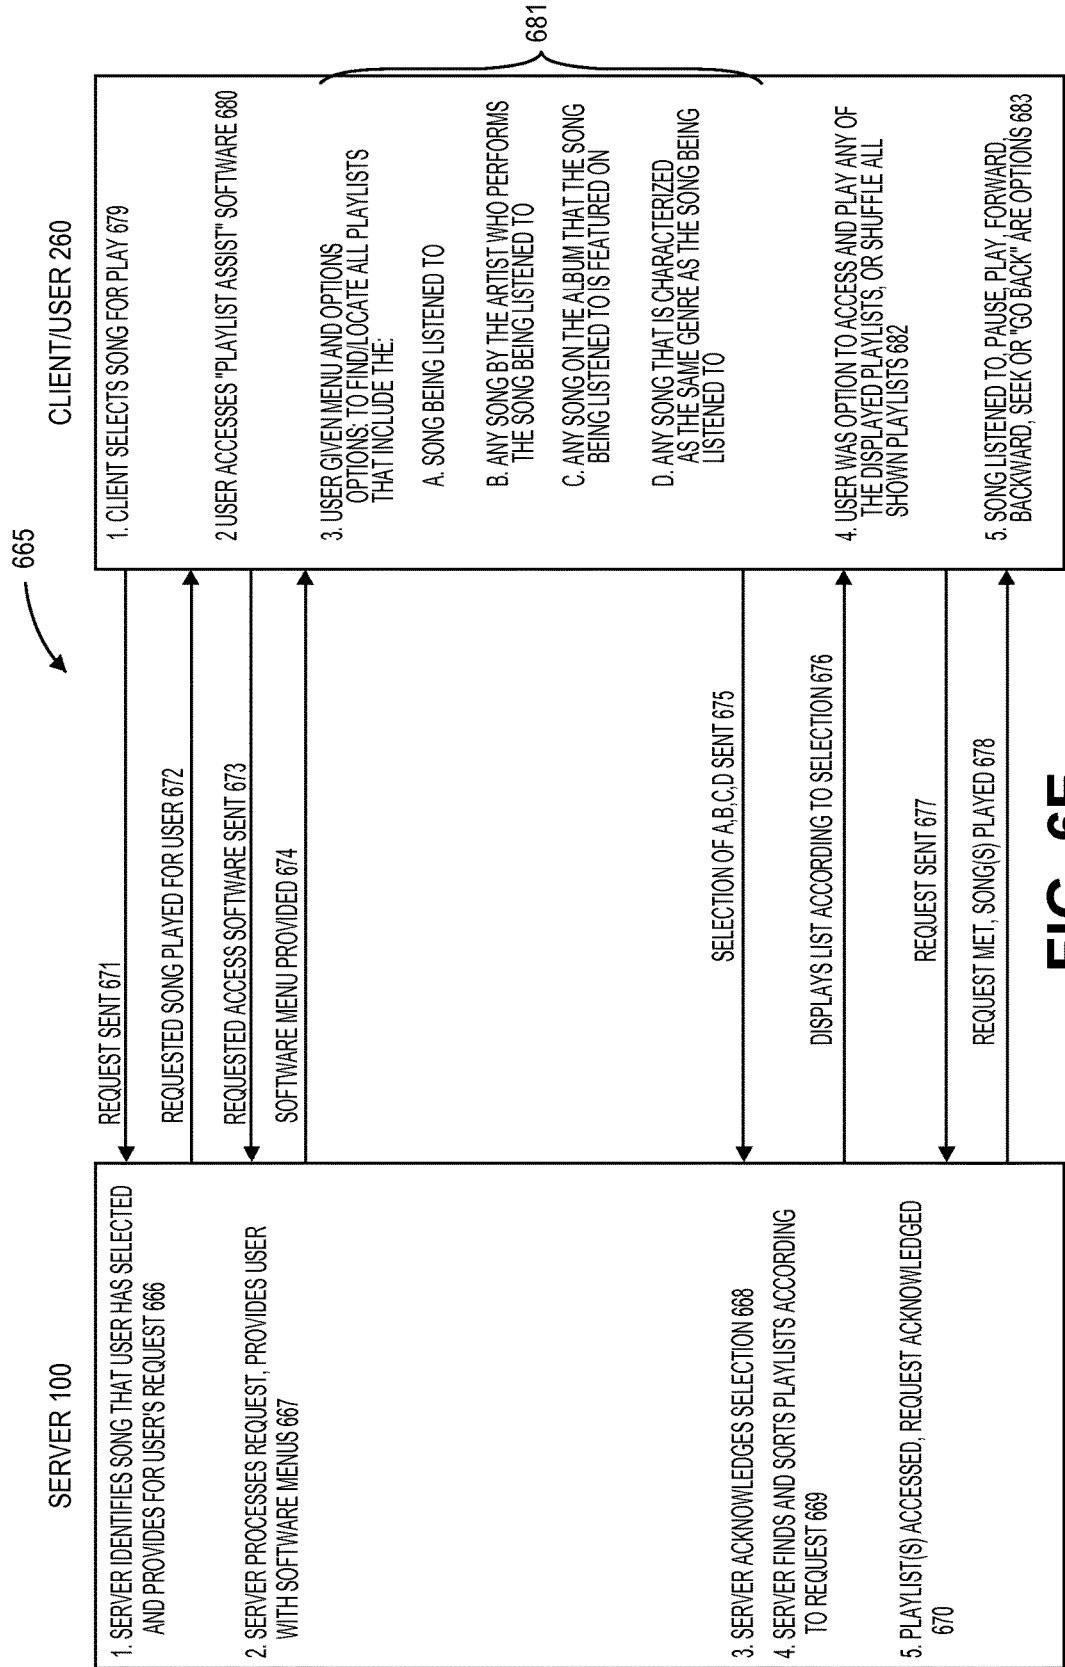 665
SERVER 100
1. SERVER IDENTIFIES SONG THAT USER HAS SELECTED
AND PROVIDES FOR USER'S REQUEST 666
2. SERVER PROCESSES REQUEST, PROVIDES USER
WITH SOFTWARE MENUS 667
3. SERVER ACKNOWLEDGES SELECTION 668
4. SERVER FINDS AND SORTS PLAYLISTS ACCORDING
TO REQUEST 669
5. PLAYLIST(S) ACCESSED, REQUEST ACKNOWLEDGED
670
REQUEST SENT 671
REQUESTED SONG PLAYED FOR USER 672
REQUESTED ACCESS SOFTWARE SENT 673
SOFTWARE MENU PROVIDED 674
SELECTION OF A,B,C,D SENT 675
DISPLAYS LIST ACCORDING TO SELECTION 676
REQUEST SENT 677
REQUEST MET, SONG(S) PLAYED 678
CLIENT/USER 260
1. CLIENT SELECTS SONG FOR PLAY 679
2 USER ACCESSES "PLAYLIST ASSIST" SOFTWARE 680
3. USER GIVEN MENU AND OPTIONS
OPTIONS: TO FIND/LOCATE ALL PLAYLISTS
THAT INCLUDE THE:
A. SONG BEING LISTENED TO
B. ANY SONG BY THE ARTIST WHO PERFORMS
THE SONG BEING LISTENED TO
C. ANY SONG ON THE ALBUM THAT THE SONG
BEING LISTENED TO IS FEATURED ON
D. ANY SONG THAT IS CHARACTERIZED
AS THE SAME GENRE AS THE SONG BEING
LISTENED TO
681
4. USER WAS OPTION TO ACCESS AND PLAY ANY OF
THE DISPLAYED PLAYLISTS, OR SHUFFLE ALL
SHOWN PLAYLISTS 682
5. SONG LISTENED TO, PAUSE, PLAY, FORWARD,
BACKWARD, SEEK OR "GO BACK" ARE OPTIONS 683
FIG